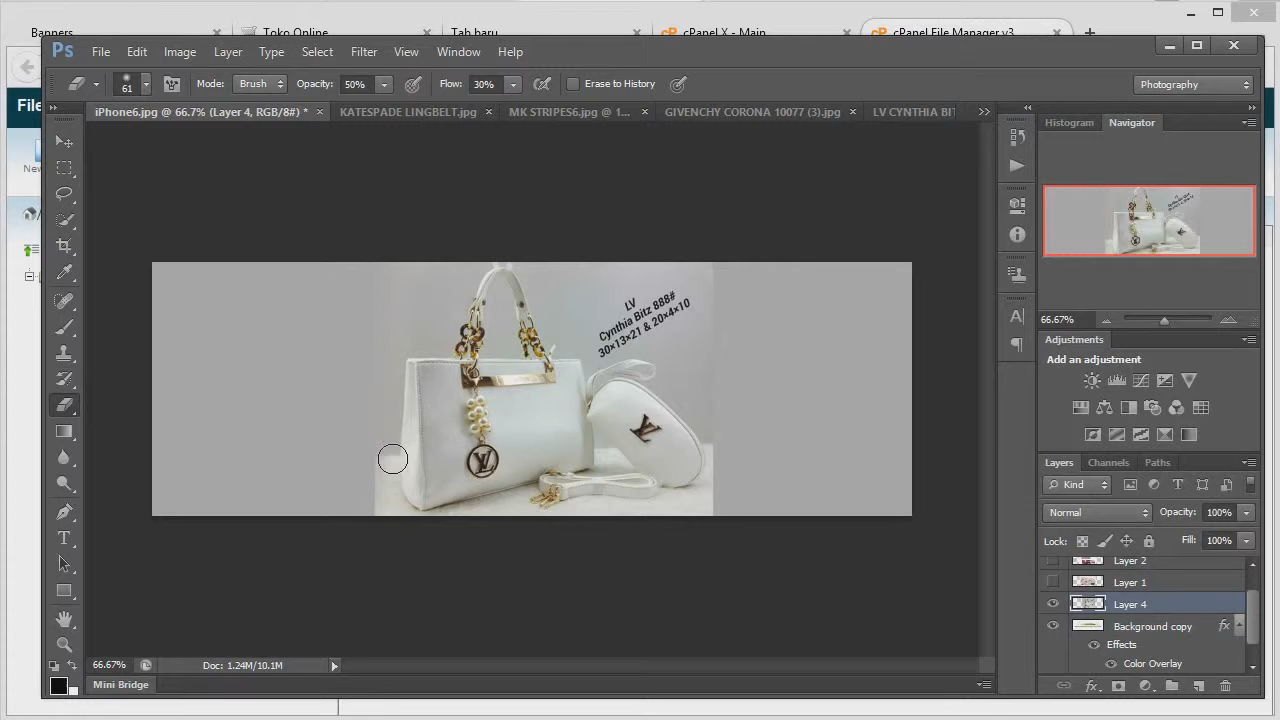 Banners
Toko Online
Tab baru
cPanel X - Main
cPanel File Manager v3
Ps File Edit Image Layer Type Select Filter View Window Help
61 Mode: Brush Opacity: 50% Flow: 30% Erase to History Photography
File
iPhone6.jpg @ 66.7% (Layer 4, RGB/8#) *
KATESPADE LINGBELT.jpg
MK STRIPES6.jpg @ 1...
GIVENCHY CORONA 10077 (3).jpg
LV CYNTHIA BIT
Histogram Navigator
New
LV
Cynthia Bitz 888#
30×13×21 & 20×4×10
LV
LV
66.67%
Adjustments
Add an adjustment
Layers Channels Paths
Kind
Normal Opacity: 100%
Lock: Fill: 100%
Layer 2
Layer 1
Layer 4
Background copy fx
Effects
Color Overlay
66.67% Doc: 1.24M/10.1M
Mini Bridge